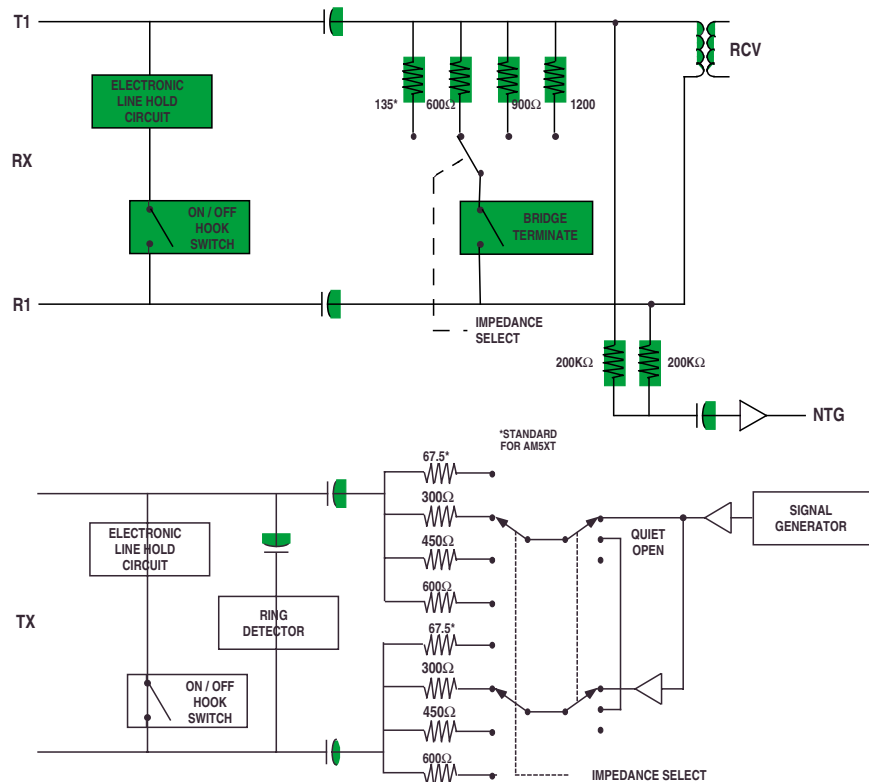 T1
RCV
ELECTRONIC
LINE HOLD
CIRCUIT
135* 600Ω 900Ω 1200
RX
ON / OFF
HOOK
SWITCH
BRIDGE
TERMINATE
R1
IMPEDANCE
SELECT
200KΩ 200KΩ
NTG
*STANDARD
FOR AM5XT
67.5*
300Ω
SIGNAL
GENERATOR
ELECTRONIC
LINE HOLD
CIRCUIT
QUIET
OPEN
450Ω
600Ω
TX
RING
DETECTOR
67.5*
300Ω
ON / OFF
HOOK
SWITCH
450Ω
600Ω
IMPEDANCE SELECT